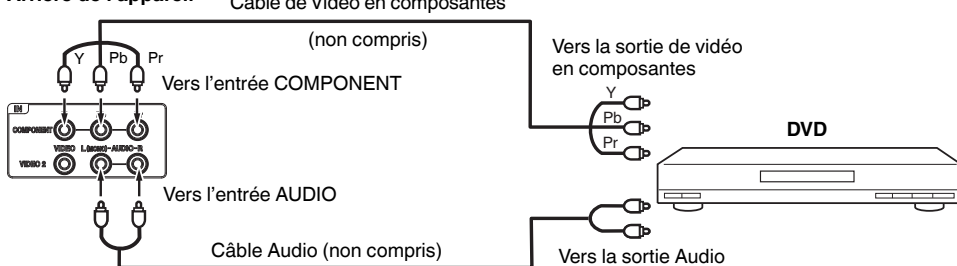 Arrière de l'appareil
Câble de Vidéo en composantes
(non compris)
Y Pb Pr
Vers l'entrée COMPONENT
Vers la sortie de vidéo
en composantes
Y
Pb
Pr
DVD
IN
COMPONENT
VIDEO L (MONO)-AUDIO-R
VIDEO 2
Vers l'entrée AUDIO
Câble Audio (non compris)
Vers la sortie Audio